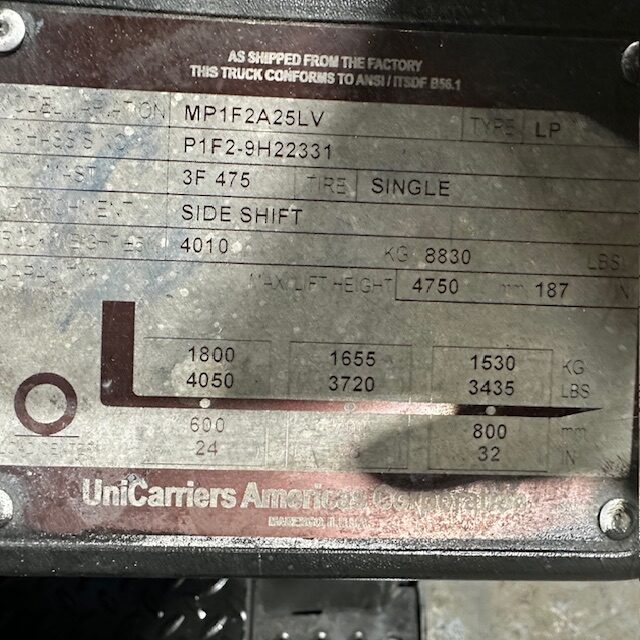 AS SHIPPED FROM THE FACTORY
THIS TRUCK CONFORMS TO ANSI / ITSDF B56.1
MP1F2A25LV TYPE LP
P1F2-9H22331
3F 475 TIRE SINGLE
SIDE SHIFT
4010 KG 8830 LBS
MAX LIFT HEIGHT 4750 mm 187 IN
1800 1655 1530 KG
4050 3720 3435 LBS
600 800 mm
24 32 IN
UniCarriers Americas Corporation